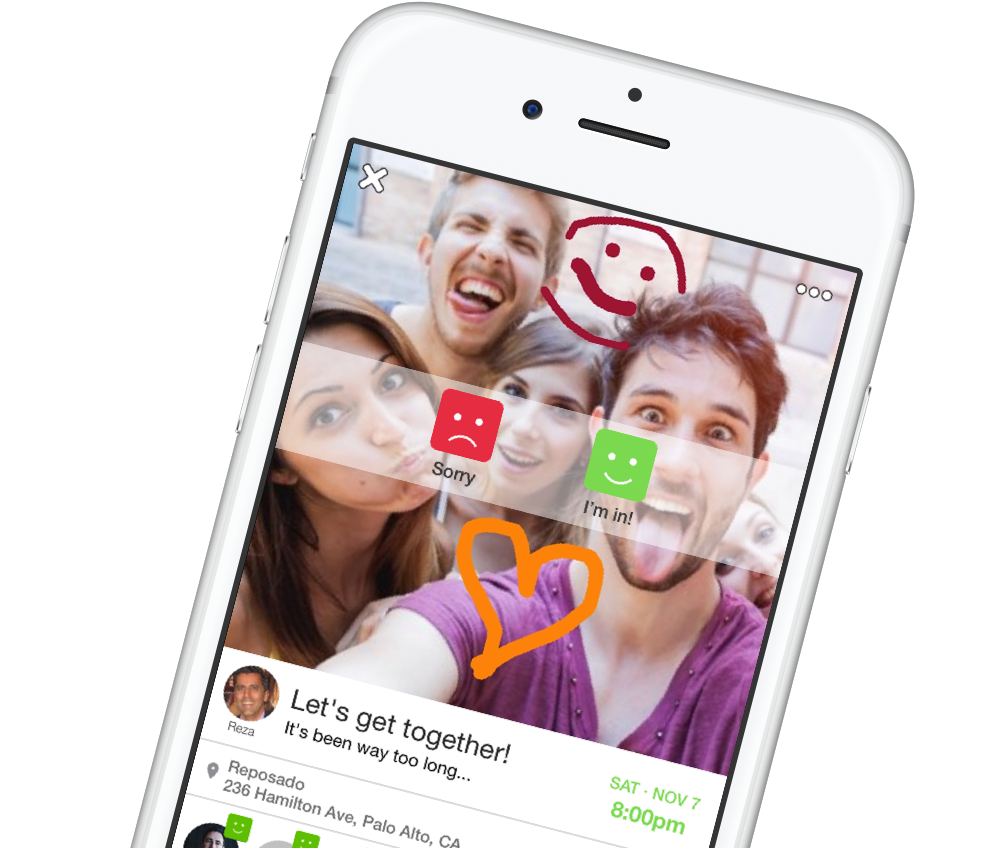 Sorry
I'm in!
Let's get together!
It's been way too long...
Reza
SAT · NOV 7
8:00pm
Reposado
236 Hamilton Ave, Palo Alto, CA